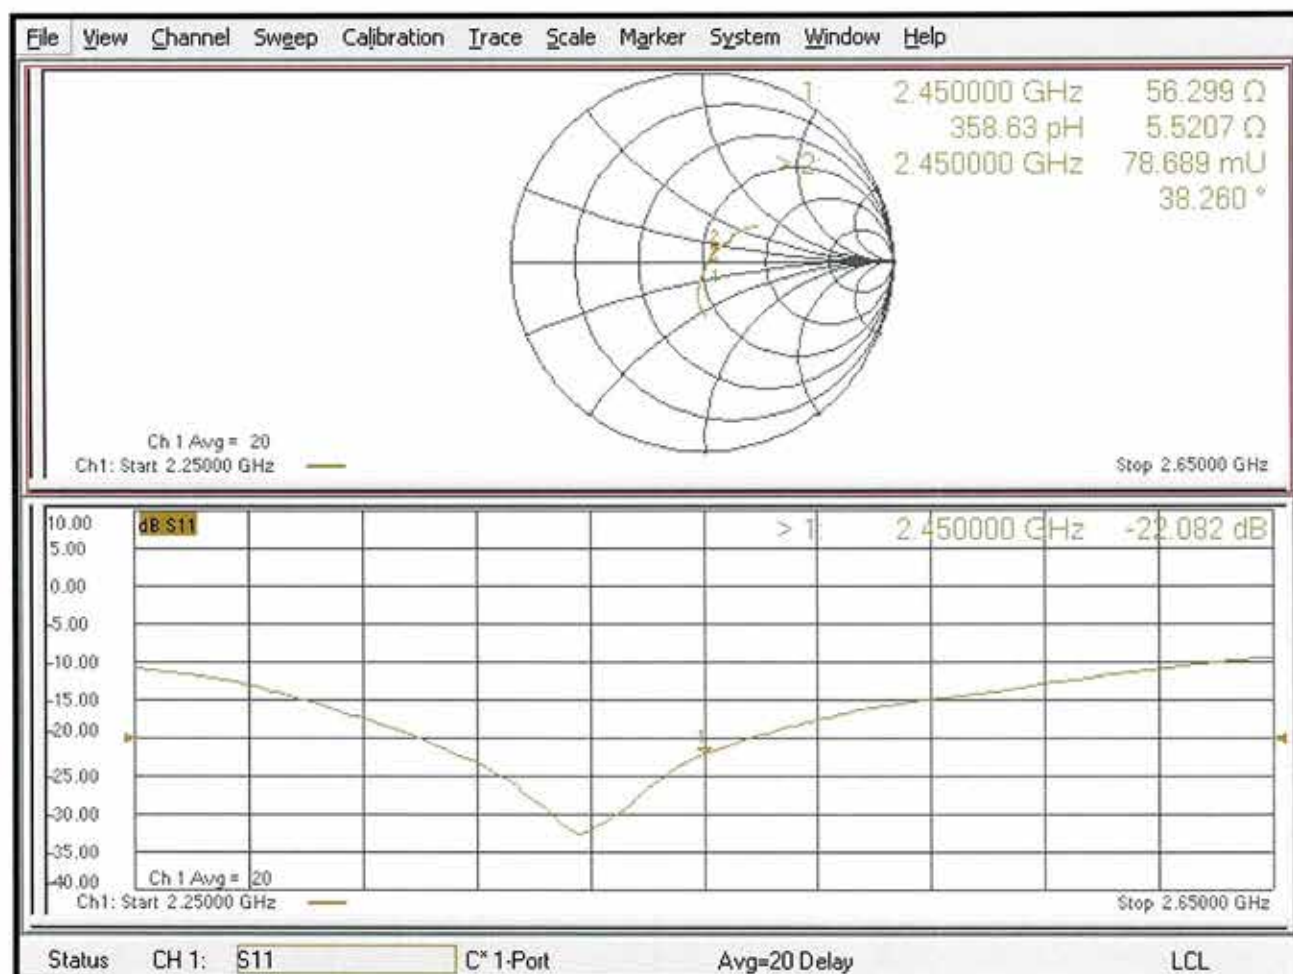 File View Channel Sweep Calibration Trace Scale Marker System Window Help
1 2.450000 GHz 56.299 Ω
358.63 pH 5.5207 Ω
> 2 2.450000 GHz 78.689 mU
38.260 °
2
1
Ch 1 Avg = 20
Ch1: Start 2.25000 GHz Stop 2.65000 GHz
dB S11
> 1 2.450000 GHz -22.082 dB
10.00
5.00
0.00
-5.00
-10.00
-15.00
-20.00
-25.00
-30.00
-35.00
-40.00
1
Ch 1 Avg = 20
Ch1: Start 2.25000 GHz Stop 2.65000 GHz
Status CH 1: S11 C* 1-Port Avg=20 Delay LCL